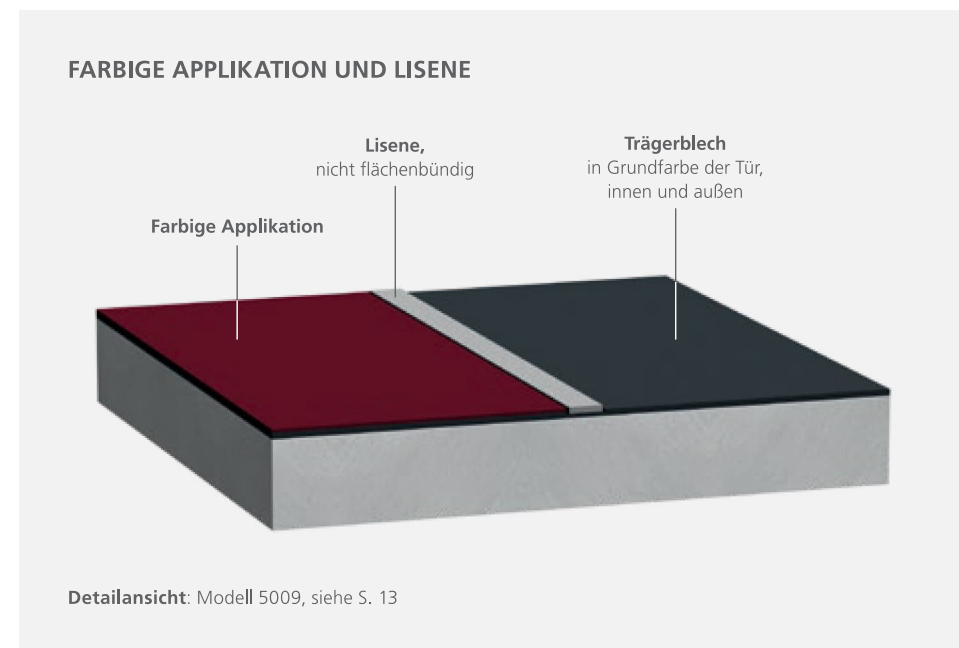 FARBIGE APPLIKATION UND LISENE
Lisene,
nicht flächenbündig
Trägerblech
in Grundfarbe der Tür,
innen und außen
Farbige Applikation
Detailansicht: Modell 5009, siehe S. 13